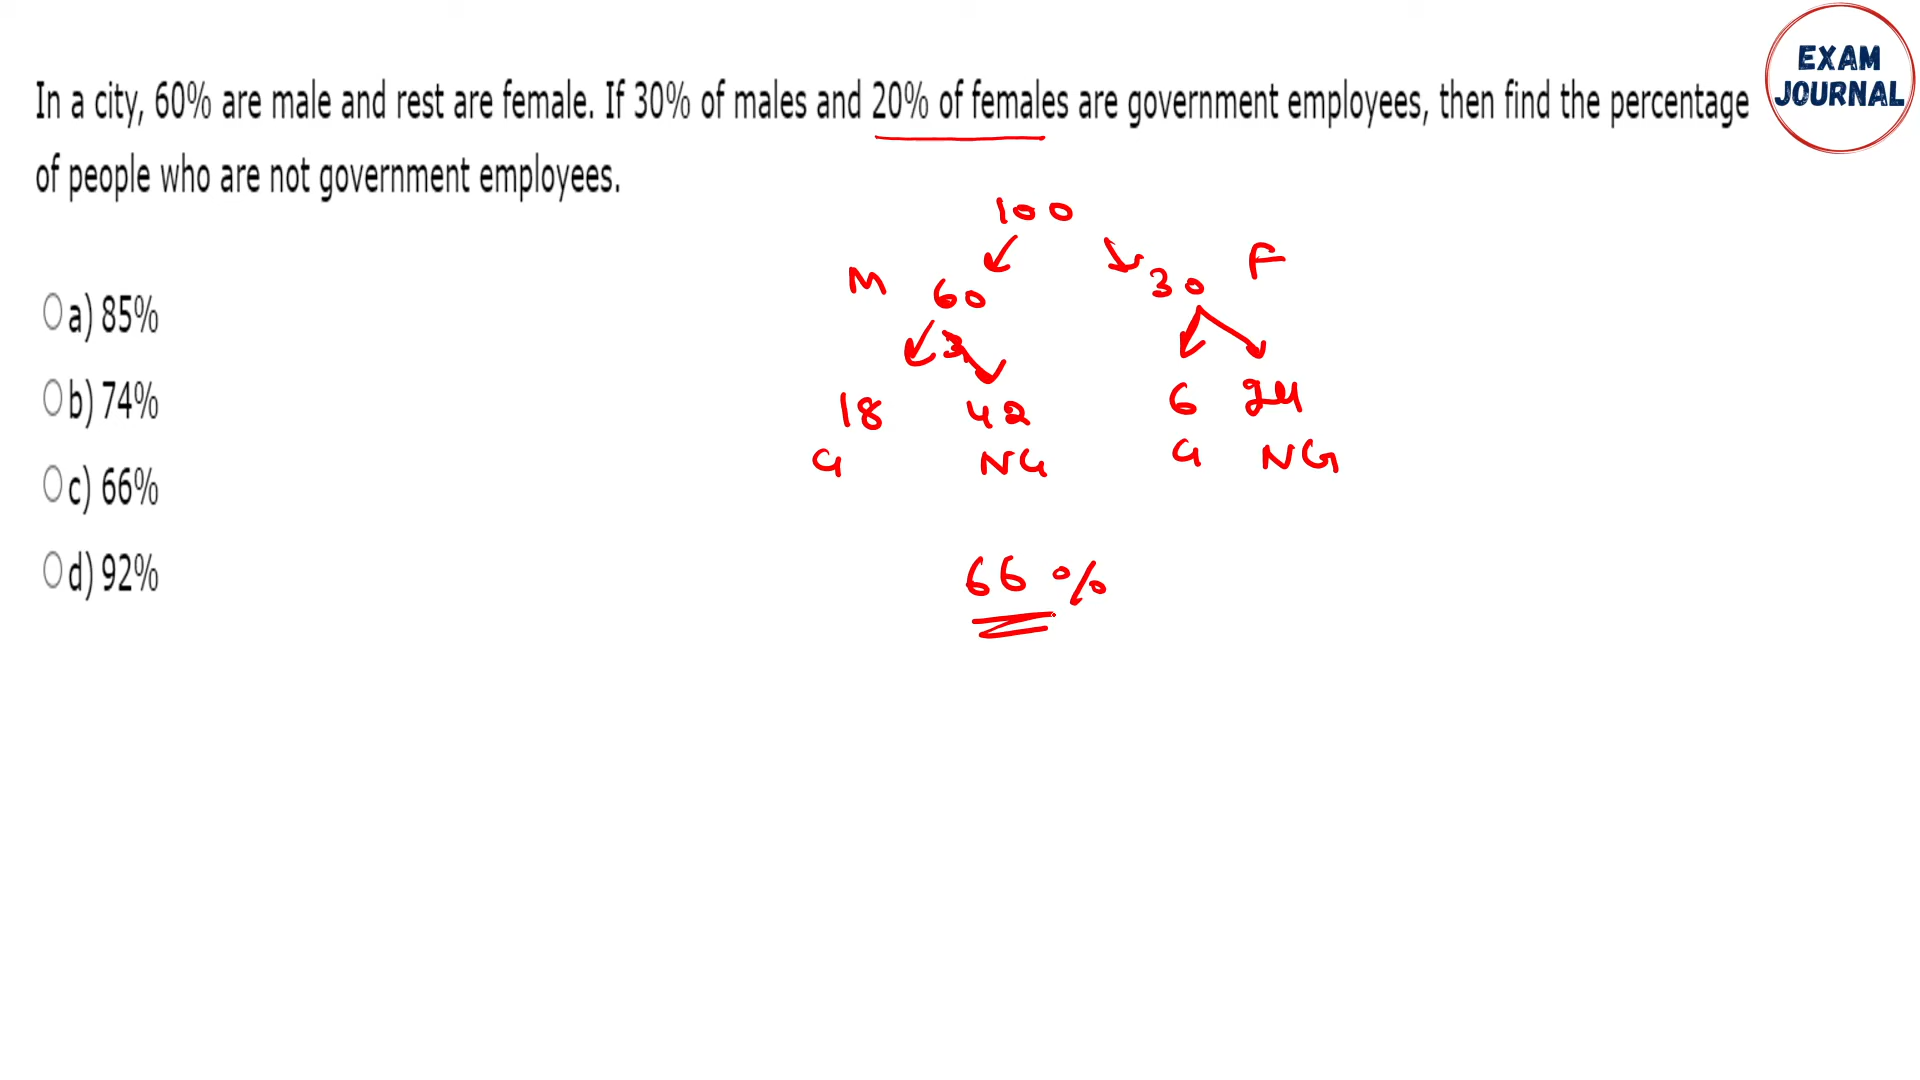 EXAM
JOURNAL
In a city, 60% are male and rest are female. If 30% of males and 20% of females are government employees, then find the percentage
of people who are not government employees.
100
M 60 30 F
3
a) 85%
b) 74%
18 42 6 24
G NG G NG
c) 66%
d) 92%
66 %